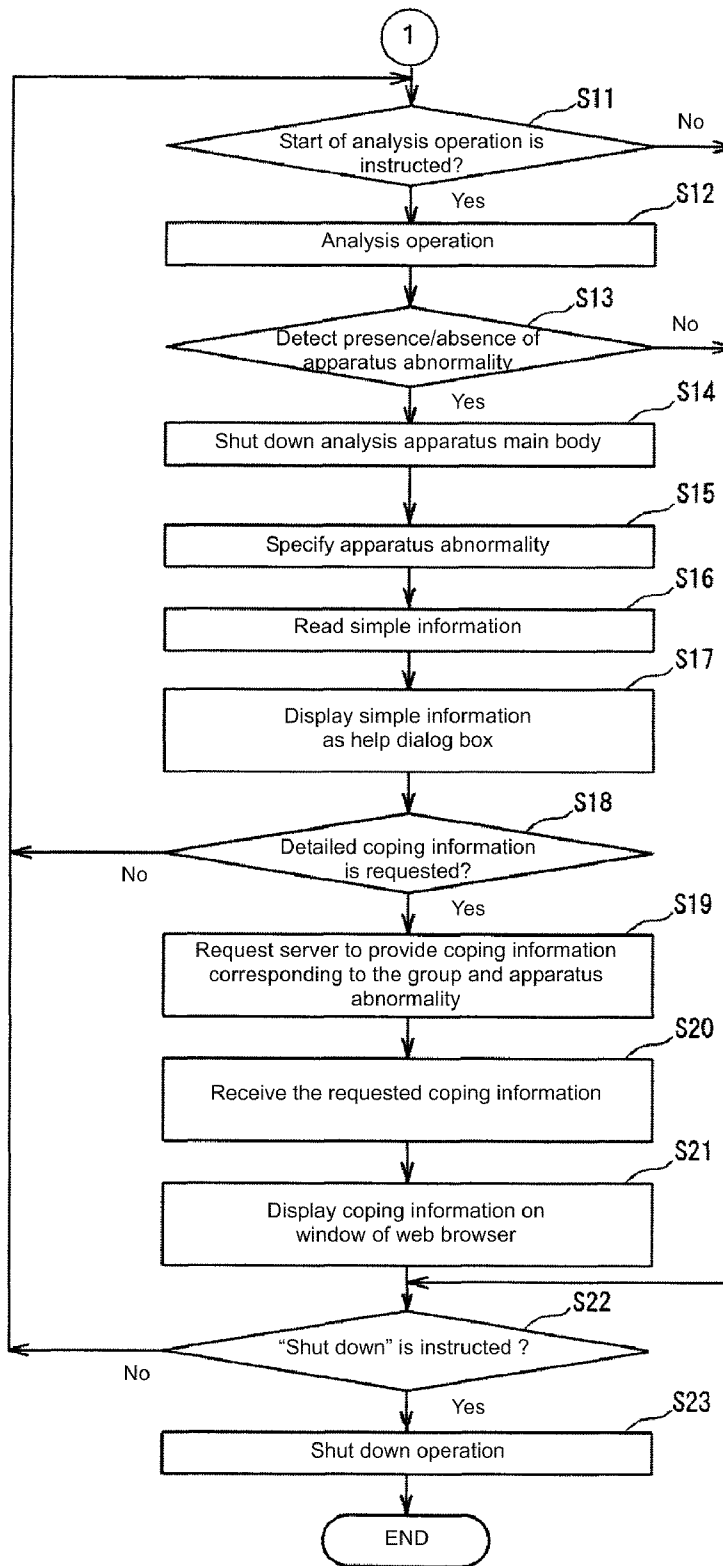 1
S11
Start of analysis operation is
instructed?
No
Yes
S12
Analysis operation
S13
Detect presence/absence of
apparatus abnormality
No
Yes
S14
Shut down analysis apparatus main body
S15
Specify apparatus abnormality
S16
Read simple information
S17
Display simple information
as help dialog box
S18
Detailed coping information
is requested?
No
Yes
S19
Request server to provide coping information
corresponding to the group and apparatus
abnormality
S20
Receive the requested coping information
S21
Display coping information on
window of web browser
S22
“Shut down” is instructed ?
No
Yes
S23
Shut down operation
END